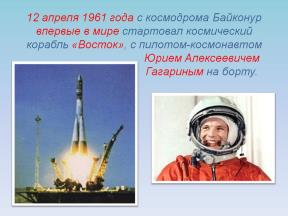 12 апреля 1961 года с космодрома Байконур
впервые в мире стартовал космический
корабль «Восток», с пилотом-космонавтом
Юрием Алексеевичем
Гагариным на борту.